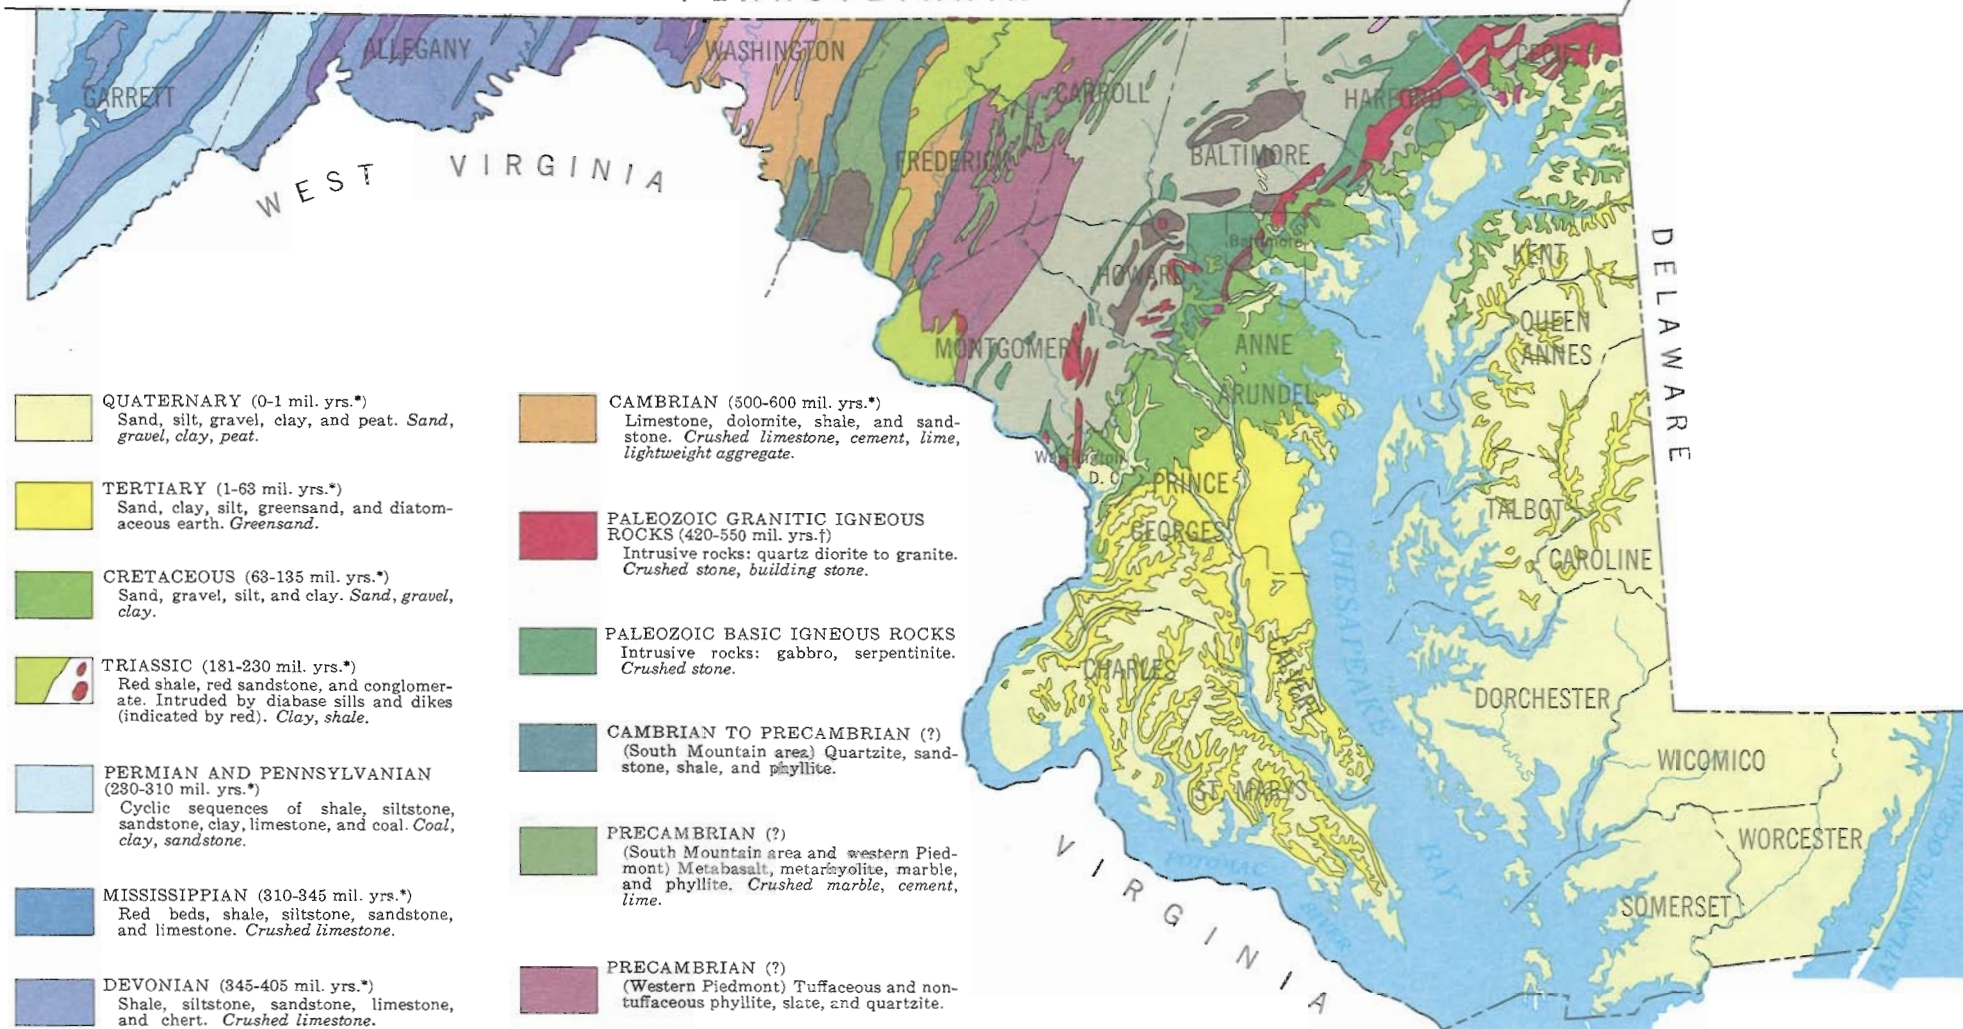 ALLEGANY
WASHINGTON
GARRETT
CARROLL
CECIL
HARFORD
FREDERICK
BALTIMORE
WEST VIRGINIA
Baltimore
HOWARD
KENT
DELAWARE
MONTGOMERY
ANNE
ARUNDEL
QUEEN
ANNES
Washington
D. C.
PRINCE
GEORGES
TALBOT
CAROLINE
CHESAPEAKE
BAY
CHARLES
CALVERT
DORCHESTER
ST. MARYS
WICOMICO
WORCESTER
SOMERSET
POTOMAC
RIVER
VIRGINIA
ATLANTIC OCEAN
QUATERNARY (0-1 mil. yrs.*)
Sand, silt, gravel, clay, and peat. Sand,
gravel, clay, peat.
TERTIARY (1-63 mil. yrs.*)
Sand, clay, silt, greensand, and diatom-
aceous earth. Greensand.
CRETACEOUS (63-135 mil. yrs.*)
Sand, gravel, silt, and clay. Sand, gravel,
clay.
TRIASSIC (181-230 mil. yrs.*)
Red shale, red sandstone, and conglomer-
ate. Intruded by diabase sills and dikes
(indicated by red). Clay, shale.
PERMIAN AND PENNSYLVANIAN
(230-310 mil. yrs.*)
Cyclic sequences of shale, siltstone,
sandstone, clay, limestone, and coal. Coal,
clay, sandstone.
MISSISSIPPIAN (310-345 mil. yrs.*)
Red beds, shale, siltstone, sandstone,
and limestone. Crushed limestone.
DEVONIAN (345-405 mil. yrs.*)
Shale, siltstone, sandstone, limestone,
and chert. Crushed limestone.
CAMBRIAN (500-600 mil. yrs.*)
Limestone, dolomite, shale, and sand-
stone. Crushed limestone, cement, lime,
lightweight aggregate.
PALEOZOIC GRANITIC IGNEOUS
ROCKS (420-550 mil. yrs.†)
Intrusive rocks: quartz diorite to granite.
Crushed stone, building stone.
PALEOZOIC BASIC IGNEOUS ROCKS
Intrusive rocks: gabbro, serpentinite.
Crushed stone.
CAMBRIAN TO PRECAMBRIAN (?)
(South Mountain area) Quartzite, sand-
stone, shale, and phyllite.
PRECAMBRIAN (?)
(South Mountain area and western Pied-
mont) Metabasalt, metarhyolite, marble,
and phyllite. Crushed marble, cement,
lime.
PRECAMBRIAN (?)
(Western Piedmont) Tuffaceous and non-
tuffaceous phyllite, slate, and quartzite.